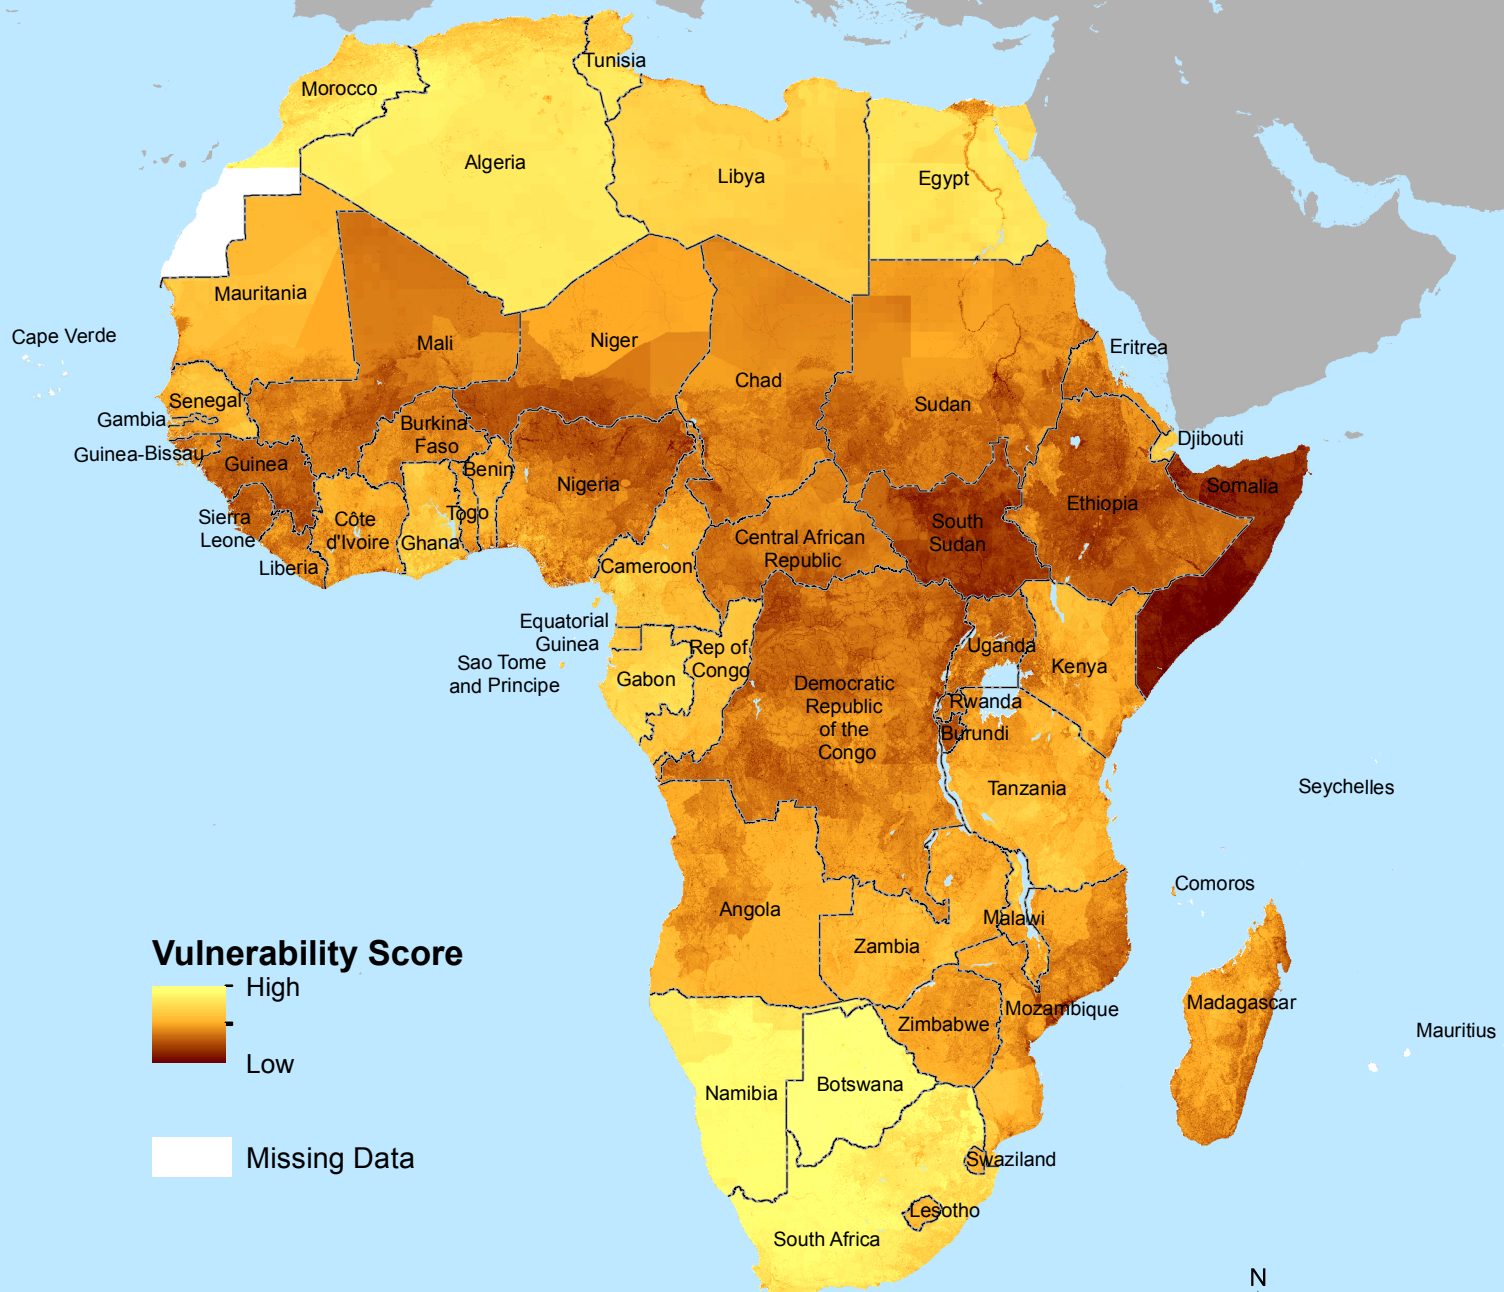 Tunisia
Morocco
Algeria
Libya
Egypt
Mauritania
Cape Verde
Mali
Niger
Eritrea
Chad
Senegal
Sudan
Gambia
Burkina
Faso
Djibouti
Guinea-Bissau
Guinea
Benin
Nigeria
Somalia
Ethiopia
Togo
Sierra
Leone
Côte
d'Ivoire
Ghana
South
Sudan
Central African
Republic
Liberia
Cameroon
Equatorial
Guinea
Rep of
Congo
Uganda
Sao Tome
and Principe
Kenya
Gabon
Democratic
Republic
of the
Congo
Rwanda
Burundi
Tanzania
Seychelles
Comoros
Angola
Malawi
Zambia
Vulnerability Score
High
Low
Missing Data
Madagascar
Mozambique
Zimbabwe
Mauritius
Botswana
Namibia
Swaziland
Lesotho
South Africa
N